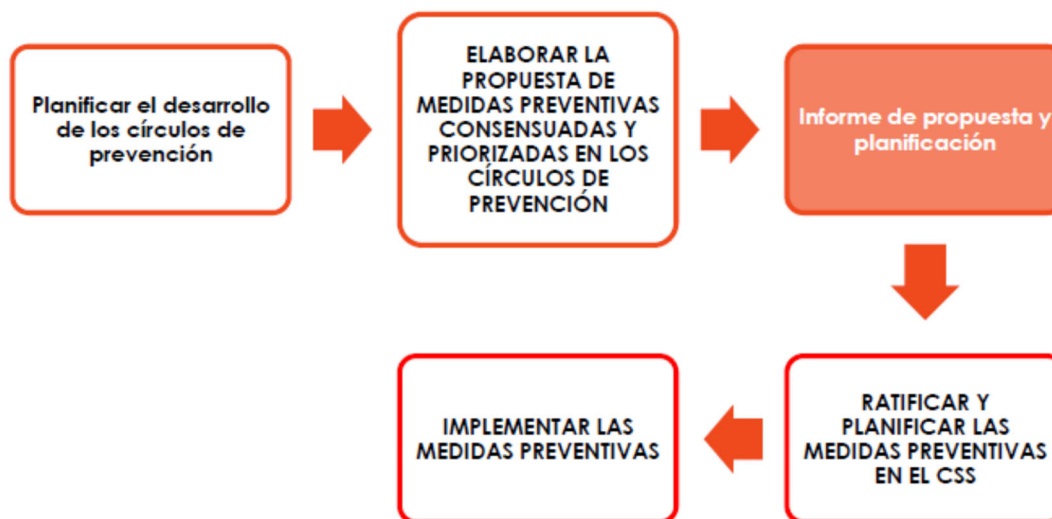 Planificar el desarrollo
de los círculos de
prevención
ELABORAR LA
PROPUESTA DE
MEDIDAS PREVENTIVAS
CONSENSUADAS Y
PRIORIZADAS EN LOS
CÍRCULOS DE
PREVENCIÓN
Informe de propuesta y
planificación
RATIFICAR Y
PLANIFICAR LAS
MEDIDAS PREVENTIVAS
EN EL CSS
IMPLEMENTAR LAS
MEDIDAS PREVENTIVAS